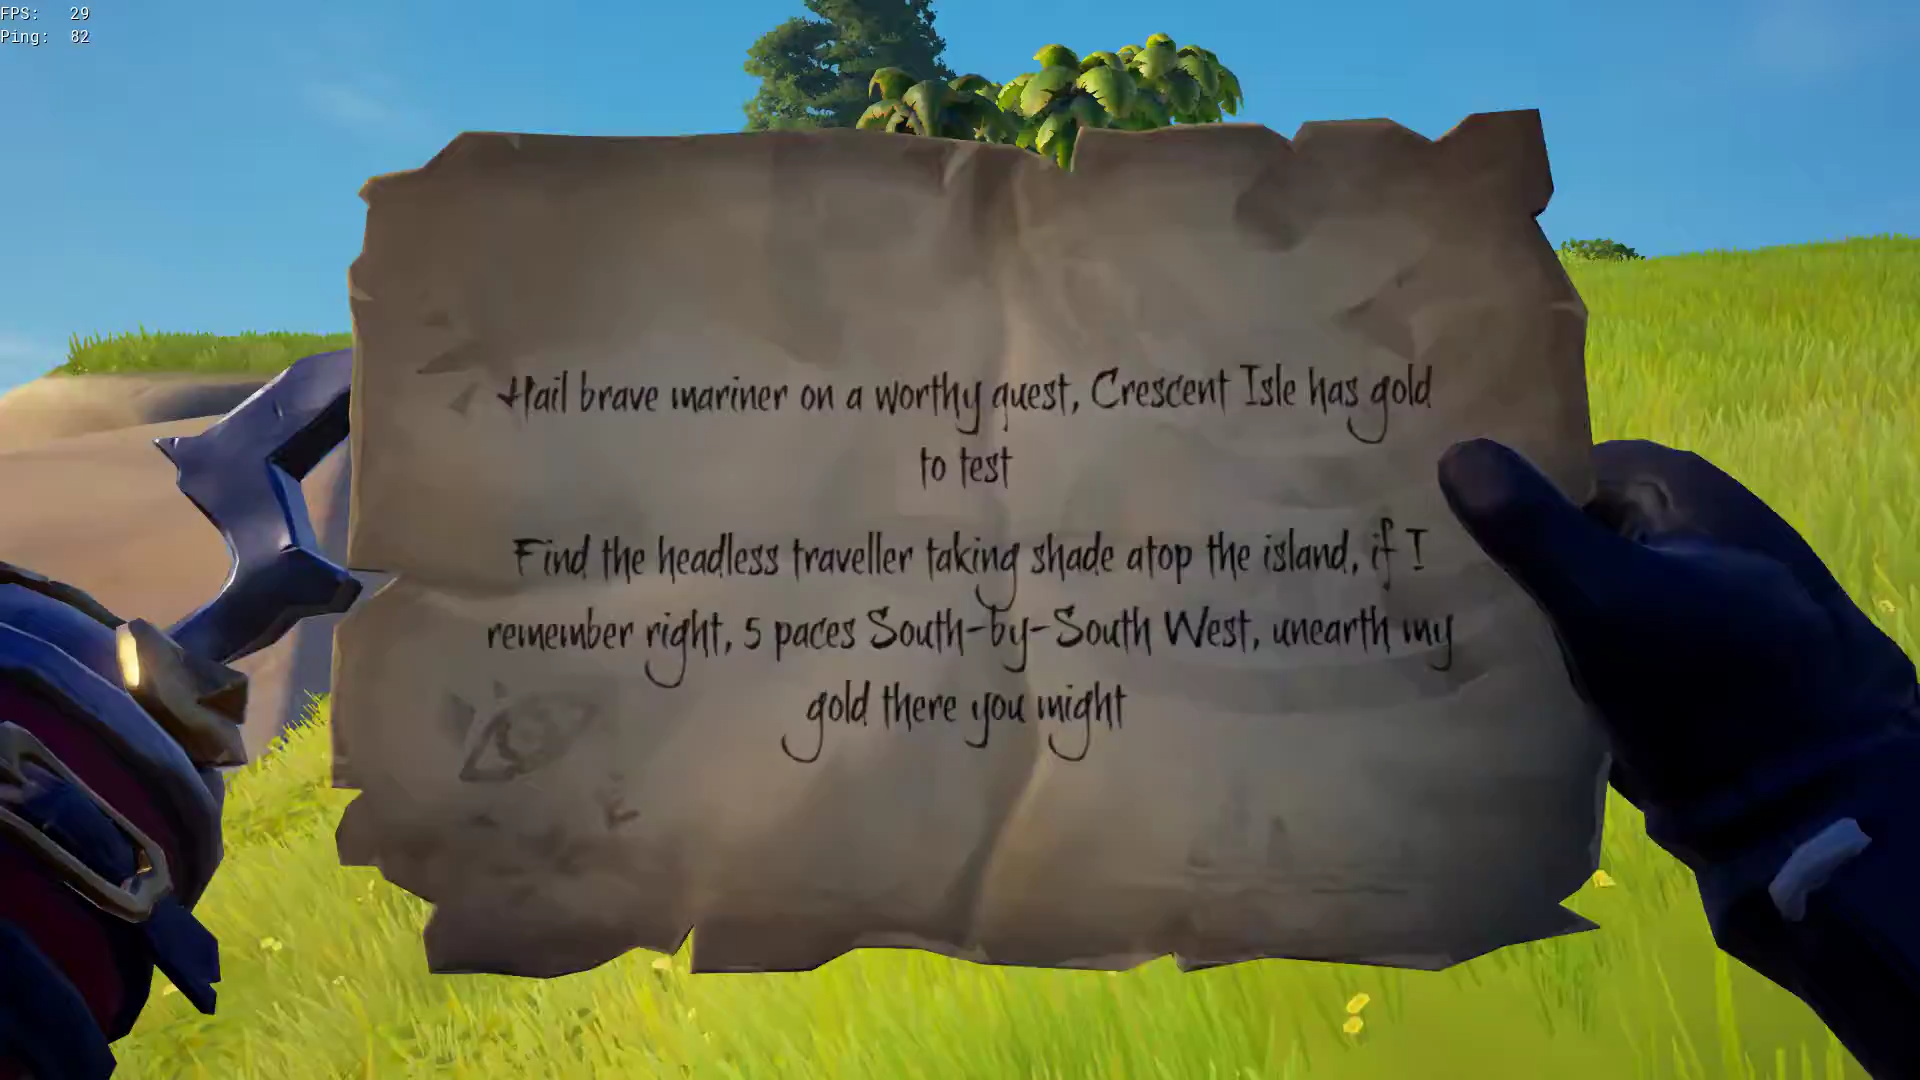 FPS: 29
Ping: 82
Hail brave mariner on a worthy quest, Crescent Isle has gold
to test
Find the headless traveller taking shade atop the island, if I
remember right, 5 paces South-by-South West, unearth my
gold there you might